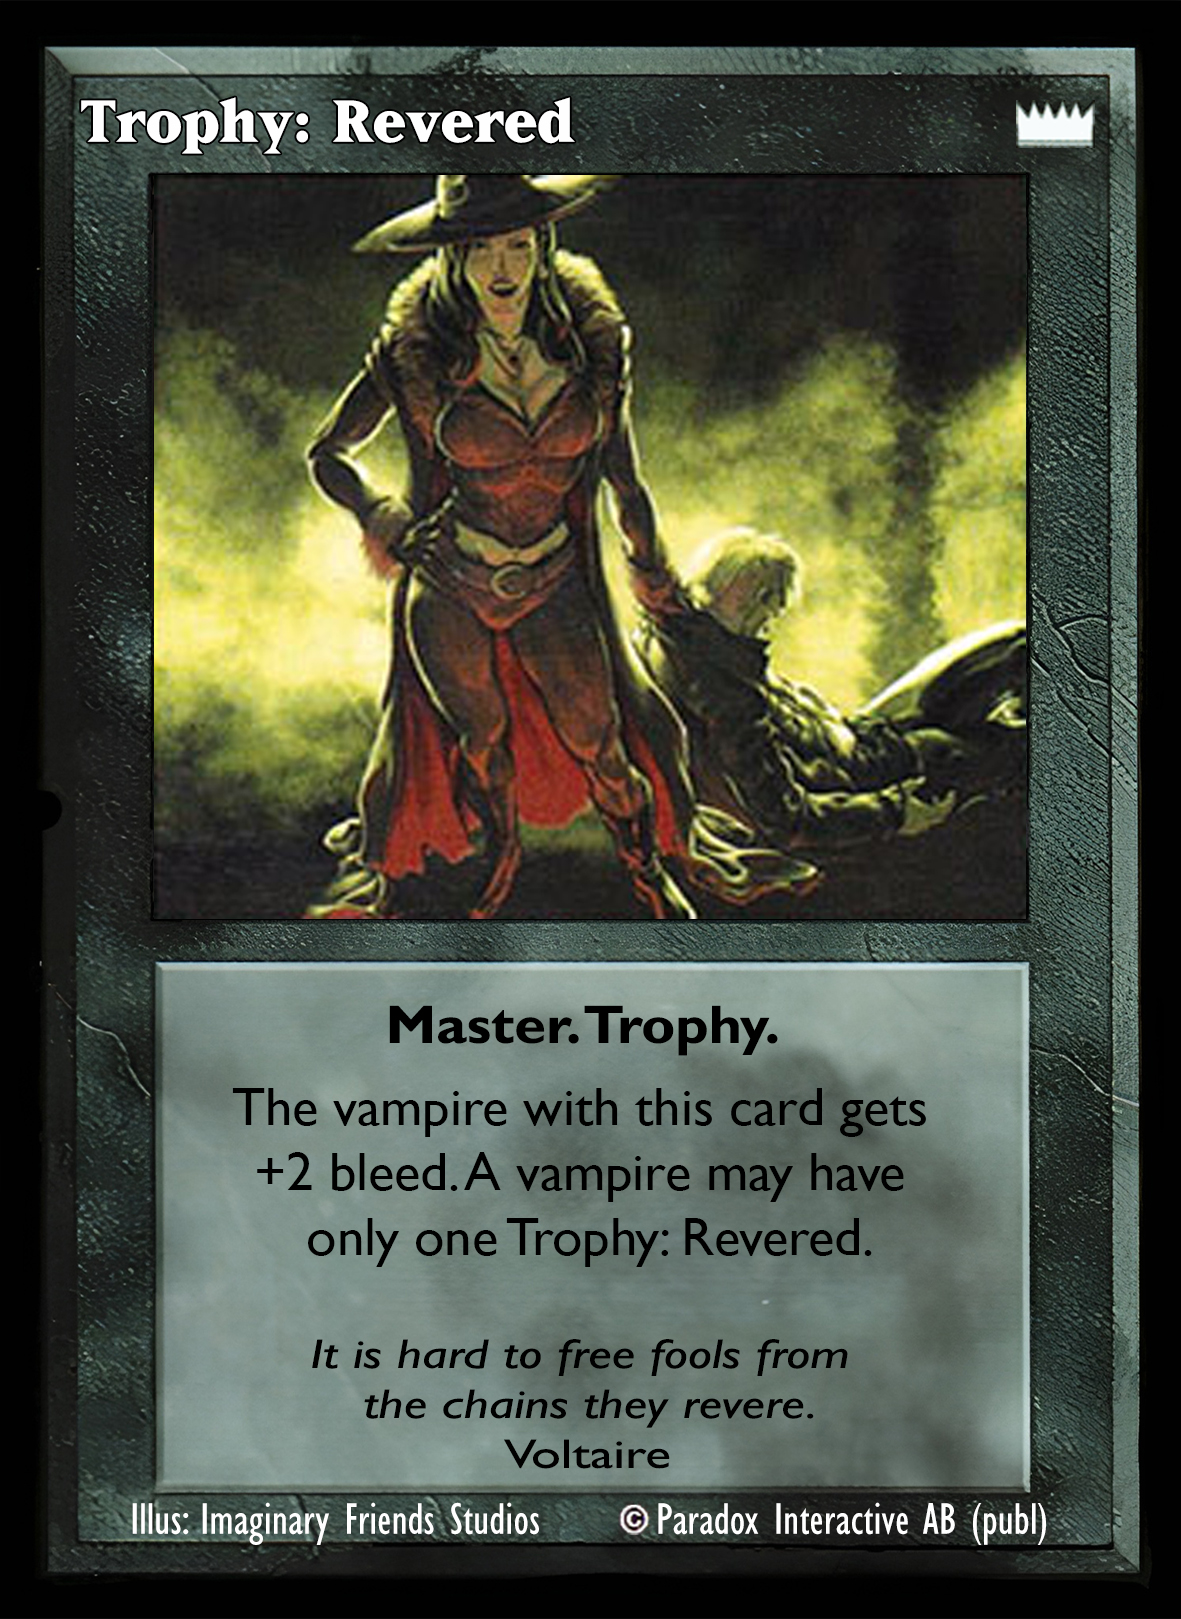 Trophy: Revered
Master. Trophy.
The vampire with this card gets
+2 bleed. A vampire may have
only one Trophy: Revered.
It is hard to free fools from
the chains they revere.
Voltaire
Illus: Imaginary Friends Studios © Paradox Interactive AB (publ)